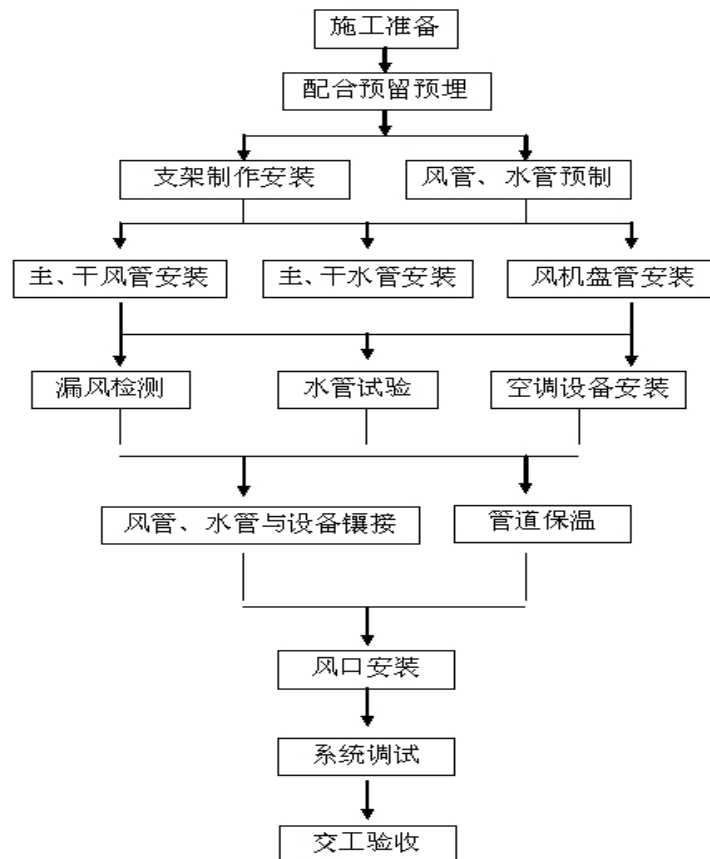 施工准备
配合预留预埋
支架制作安装
风管、水管预制
主、干风管安装
主、干水管安装
风机盘管安装
漏风检测
水管试验
空调设备安装
风管、水管与设备镶接
管道保温
风口安装
系统调试
交工验收